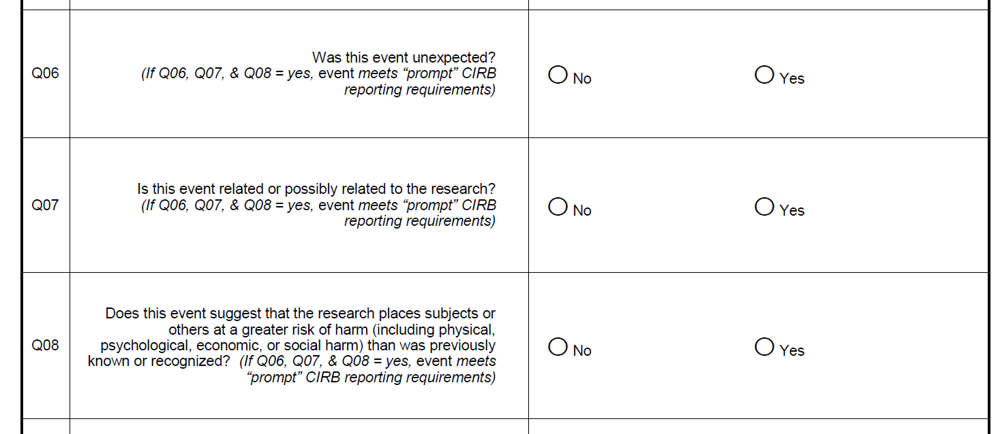 Q06
Was this event unexpected?
(If Q06, Q07, & Q08 = yes, event meets “prompt” CIRB
reporting requirements)
No
Yes
Q07
Is this event related or possibly related to the research?
(If Q06, Q07, & Q08 = yes, event meets “prompt” CIRB
reporting requirements)
No
Yes
Q08
Does this event suggest that the research places subjects or
others at a greater risk of harm (including physical,
psychological, economic, or social harm) than was previously
known or recognized? (If Q06, Q07, & Q08 = yes, event meets
“prompt” CIRB reporting requirements)
No
Yes